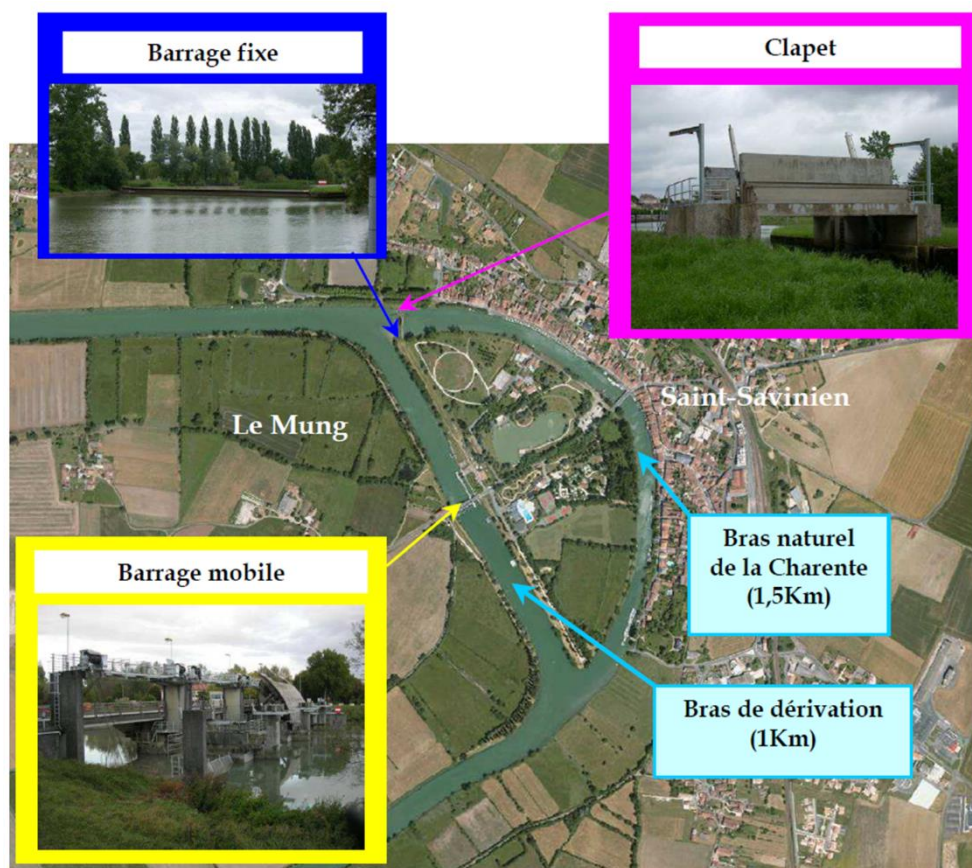 Barrage fixe
Clapet
Le Mung
Saint-Savinien
Bras naturel
de la Charente
(1,5Km)
Barrage mobile
Bras de dérivation
(1Km)